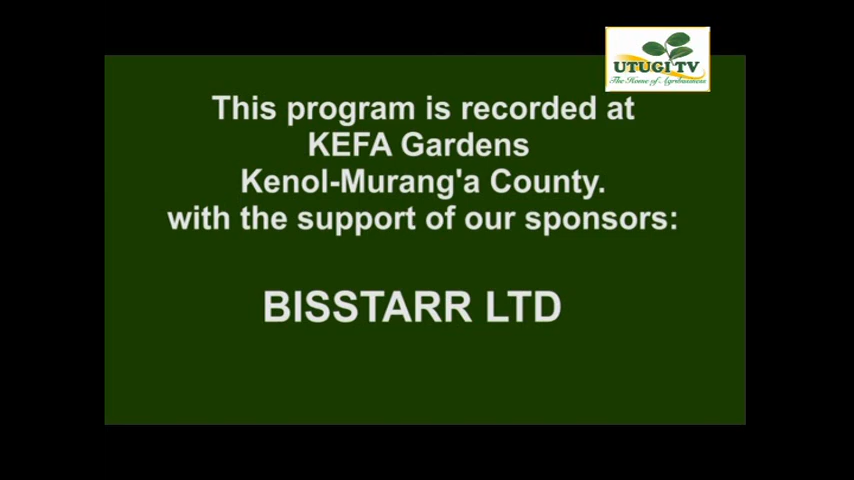 UTUGI TV
The Home of Agribusiness
This program is recorded at
KEFA Gardens
Kenol-Murang'a County.
with the support of our sponsors:
BISSTARR LTD